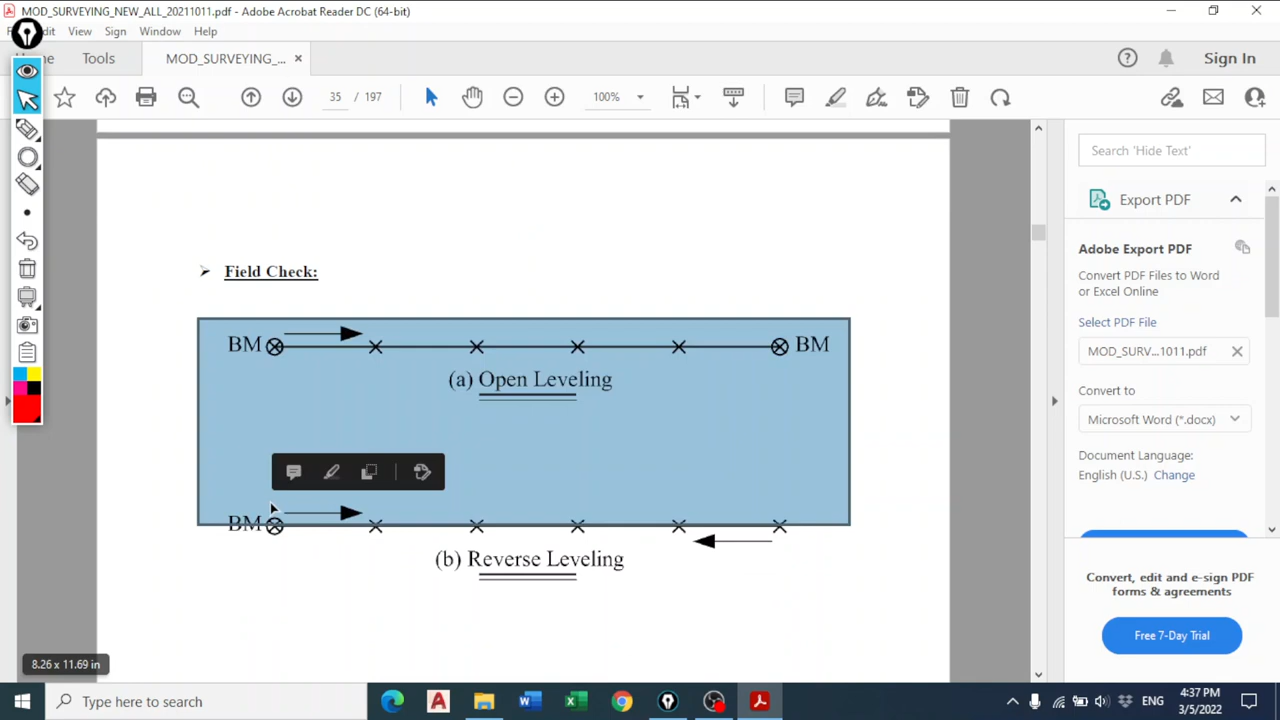 MOD_SURVEYING_NEW_ALL_20211011.pdf - Adobe Acrobat Reader DC (64-bit)
View Sign Window Help
Tools MOD_SURVEYING_... Sign In
35 / 197 100%
Search 'Hide Text'
Export PDF
Adobe Export PDF
Convert PDF Files to Word
or Excel Online
Select PDF File
MOD_SURV...1011.pdf
Convert to
Microsoft Word (*.docx)
Document Language:
English (U.S.) Change
Convert, edit and e-sign PDF
forms & agreements
Free 7-Day Trial
Field Check:
BM BM
(a) Open Leveling
BM
(b) Reverse Leveling
8.26 x 11.69 in
Type here to search
ENG
4:37 PM
3/5/2022